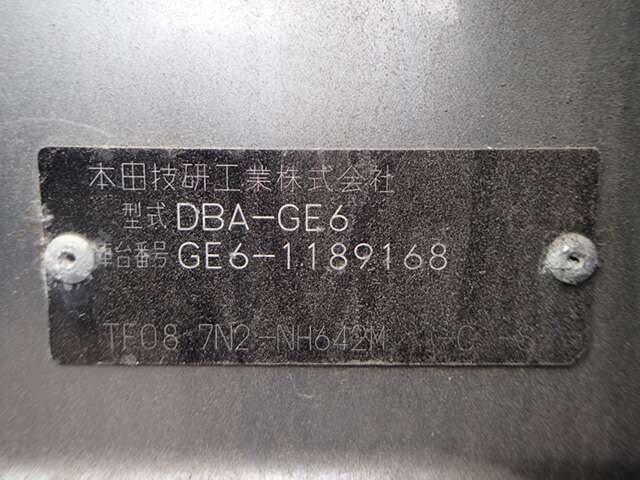 本田技研工業株式会社
型式 DBA-GE6
車台番号 GE6-1189168
TF08 7N2-NH642M -C -S